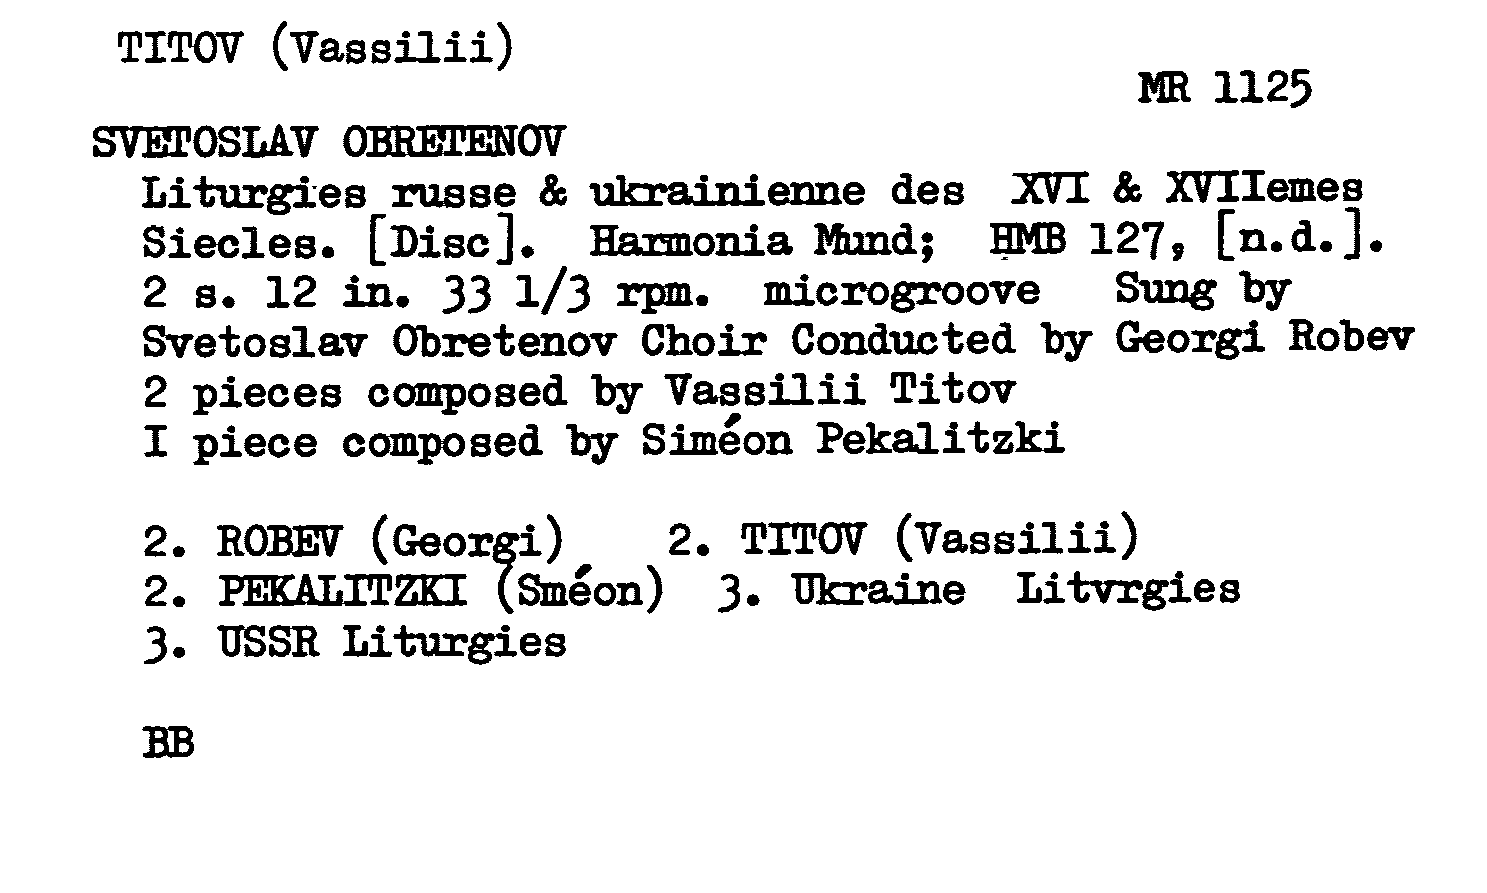 TITOV (Vassilii)
MR 1125
SVETOSLAV OBRETENOV
Liturgies russe & ukrainienne des XVI & XVIIemes
Siecles. [Disc]. Harmonia Mund; HMB 127, [n.d.].
2 s. 12 in. 33 1/3 rpm. microgroove Sung by
Svetoslav Obretenov Choir Conducted by Georgi Robev
2 pieces composed by Vassilii Titov
I piece composed by Siméon Pekalitzki
2. ROBEV (Georgi) 2. TITOV (Vassilii)
2. PEKALITZKI (Sméon) 3. Ukraine Litvrgies
3. USSR Liturgies
BB